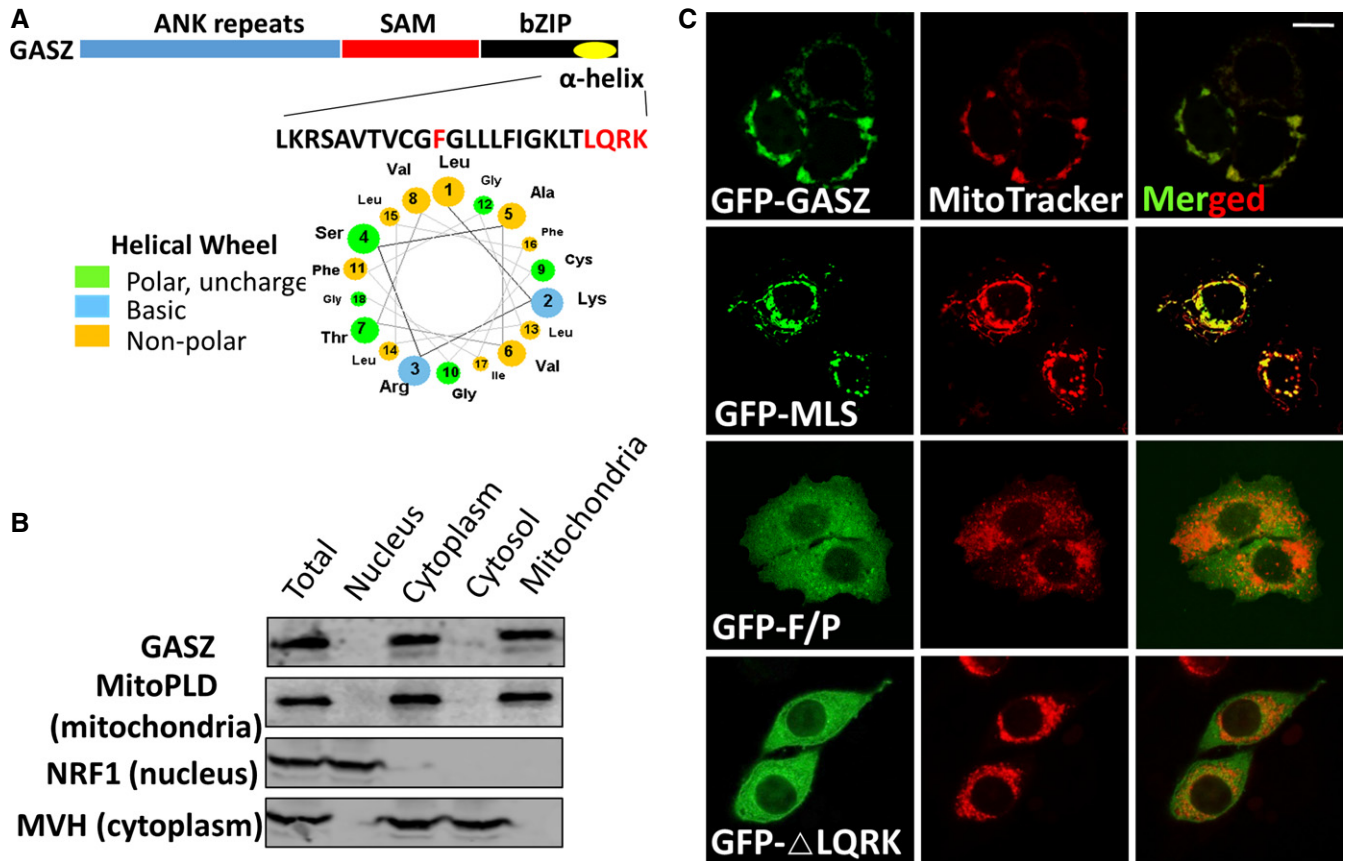 A
ANK repeats SAM bZIP
GASZ
α-helix
LKRSAVTVCGFGLLLFIGKLTLQRK
Helical Wheel
Polar, uncharge
Basic
Non-polar
Leu
Val
Gly
1
8
12
Leu
Ala
15
5
Ser
4
Phe
16
Phe
11
Cys
9
Gly
18
2
Lys
Thr
7
13
Leu
Leu
14
6
Val
Arg
3
10
Gly
17
Ile
B
Total
Nucleus
Cytoplasm
Cytosol
Mitochondria
GASZ
MitoPLD
(mitochondria)
NRF1 (nucleus)
MVH (cytoplasm)
C
GFP-GASZ
MitoTracker
Merged
GFP-MLS
GFP-F/P
GFP-△LQRK